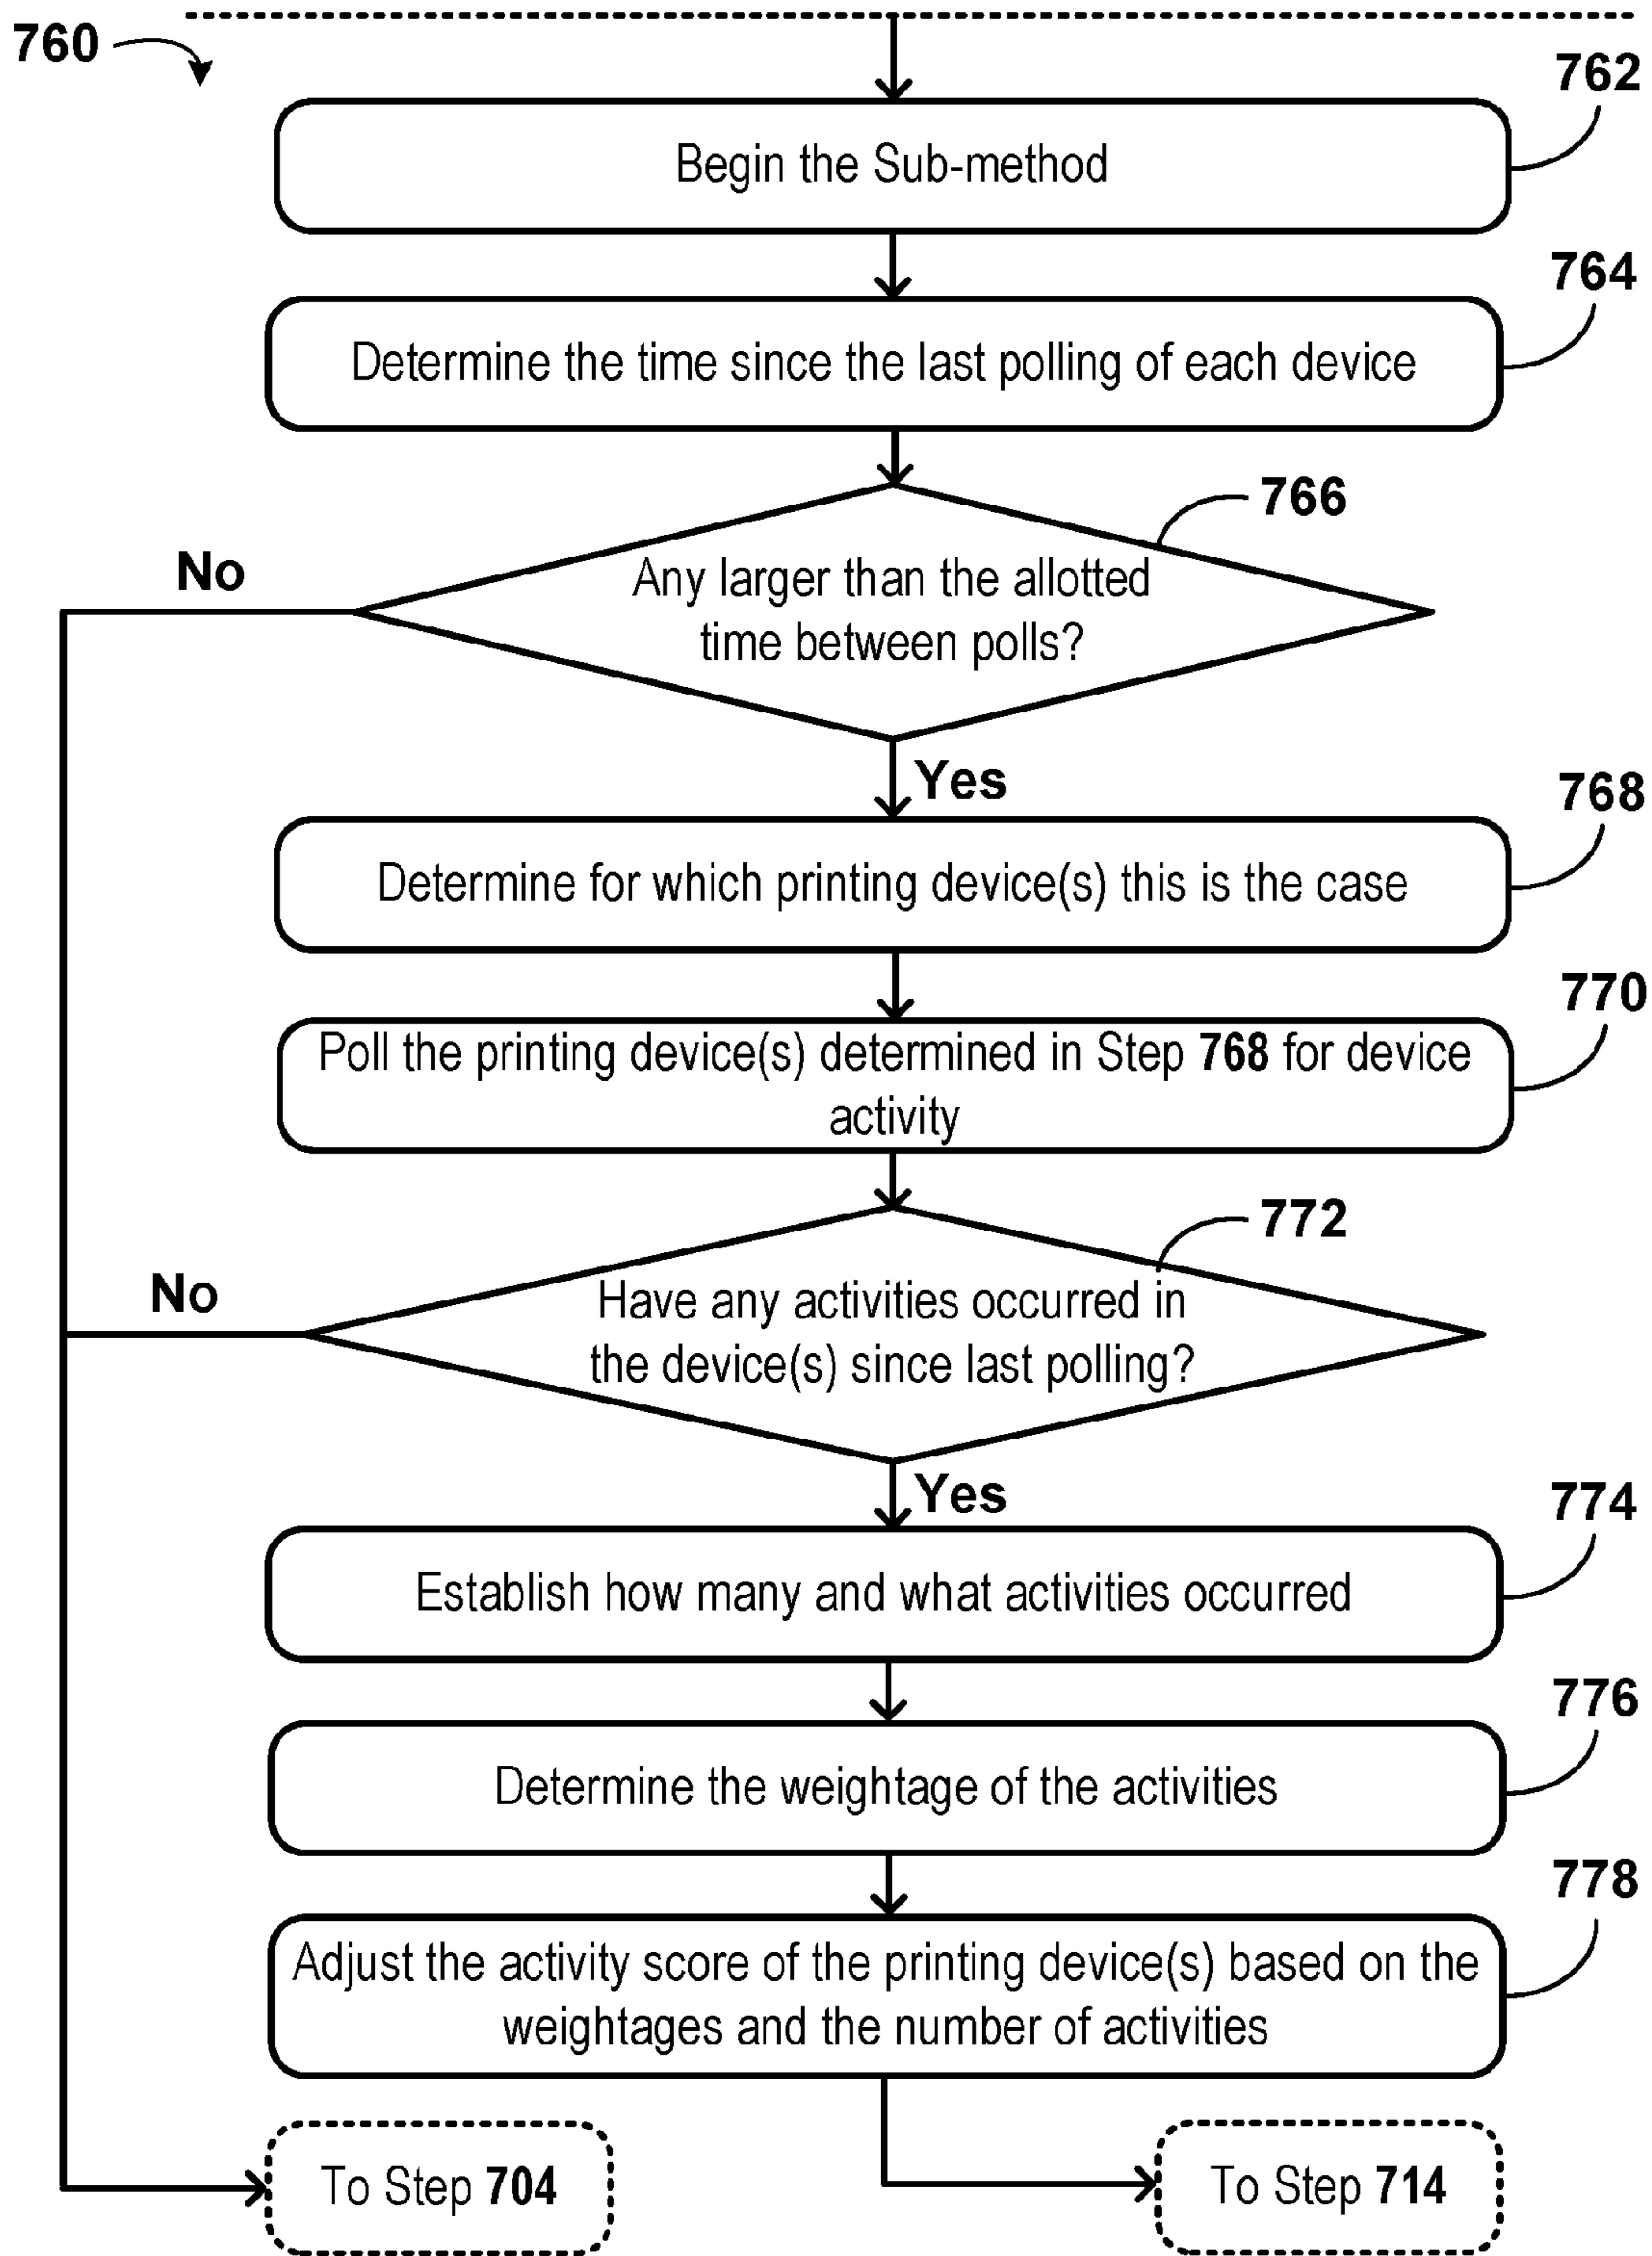 760
762
Begin the Sub-method
764
Determine the time since the last polling of each device
766
No
Any larger than the allotted
time between polls?
Yes
768
Determine for which printing device(s) this is the case
770
Poll the printing device(s) determined in Step 768 for device
activity
772
No
Have any activities occurred in
the device(s) since last polling?
Yes
774
Establish how many and what activities occurred
776
Determine the weightage of the activities
778
Adjust the activity score of the printing device(s) based on the
weightages and the number of activities
To Step 704
To Step 714